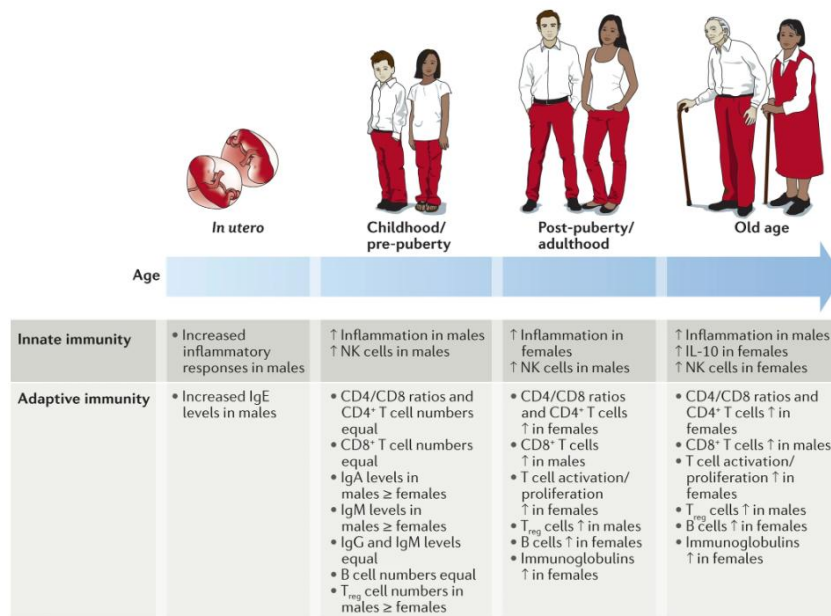 In utero
Childhood/
pre-puberty
Post-puberty/
adulthood
Old age
Age
Innate immunity
• Increased
inflammatory
responses in males
↑ Inflammation in males
↑ NK cells in males
↑ Inflammation in
females
↑ NK cells in males
↑ Inflammation in males
↑ IL-10 in females
↑ NK cells in females
Adaptive immunity
• Increased IgE
levels in males
• CD4/CD8 ratios and
CD4⁺ T cell numbers
equal
• CD8⁺ T cell numbers
equal
• IgA levels in
males ≥ females
• IgM levels in
males ≥ females
• IgG and IgM levels
equal
• B cell numbers equal
• Treg cell numbers in
males ≥ females
• CD4/CD8 ratios
and CD4⁺ T cells
↑ in females
• CD8⁺ T cells
↑ in males
• T cell activation/
proliferation
↑ in females
• Treg cells ↑ in males
• B cells ↑ in females
• Immunoglobulins
↑ in females
• CD4/CD8 ratios and
CD4⁺ T cells ↑ in
females
• CD8⁺ T cells ↑ in males
• T cell activation/
proliferation ↑ in
females
• Treg cells ↑ in males
• B cells ↑ in females
• Immunoglobulins
↑ in females